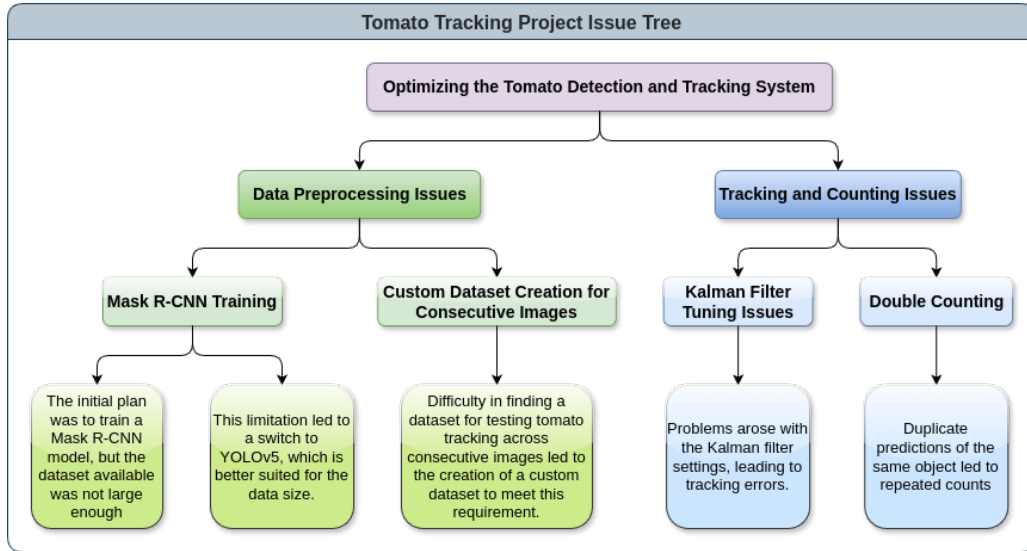 Tomato Tracking Project Issue Tree
Optimizing the Tomato Detection and Tracking System
Data Preprocessing Issues
Tracking and Counting Issues
Mask R-CNN Training
Custom Dataset Creation for
Consecutive Images
Kalman Filter
Tuning Issues
Double Counting
The initial plan
was to train a
Mask R-CNN
model, but the
dataset available
was not large
enough
This limitation led to
a switch to
YOLOv5, which is
better suited for the
data size.
Difficulty in finding a
dataset for testing tomato
tracking across
consecutive images led to
the creation of a custom
dataset to meet this
requirement.
Problems arose with
the Kalman filter
settings, leading to
tracking errors.
Duplicate
predictions of the
same object led to
repeated counts